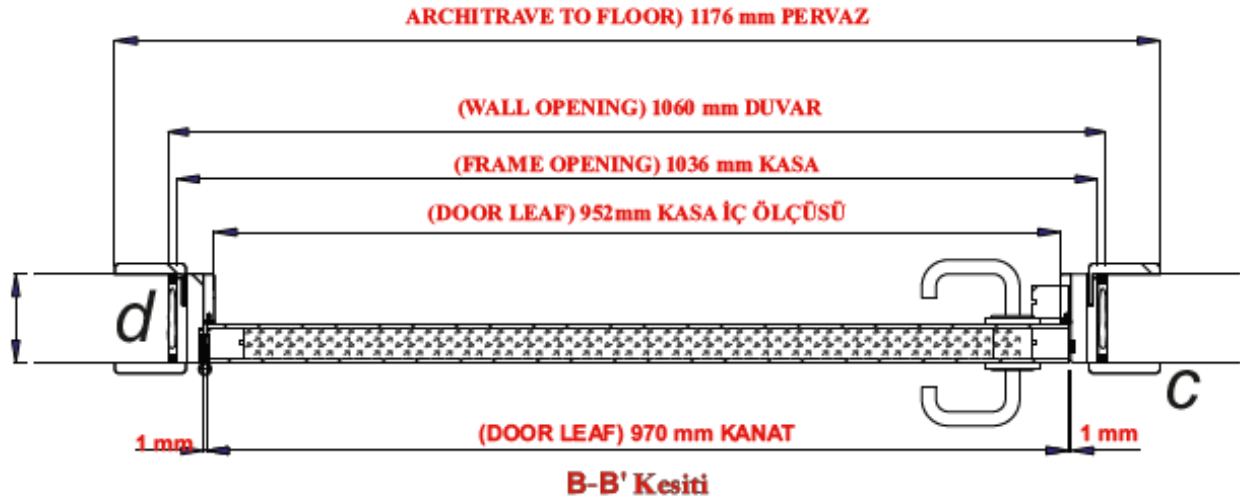 ARCHITRAVE TO FLOOR) 1176 mm PERVAZ
(WALL OPENING) 1060 mm DUVAR
(FRAME OPENING) 1036 mm KASA
(DOOR LEAF) 952mm KASA İÇ ÖLÇÜSÜ
d
c
1 mm
(DOOR LEAF) 970 mm KANAT
1 mm
B-B' Kesiti